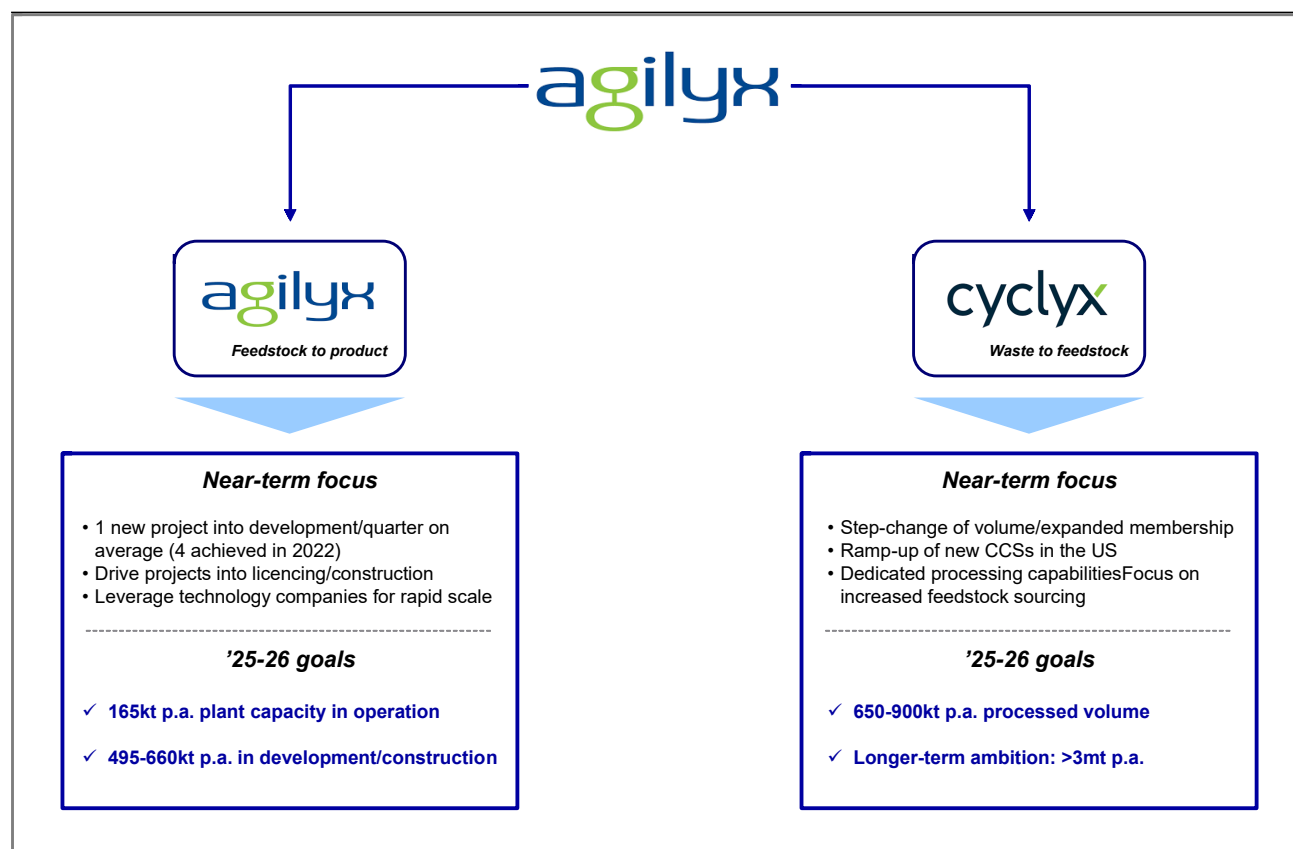 agilyx
agilyx
Feedstock to product
Near-term focus
• 1 new project into development/quarter on
average (4 achieved in 2022)
• Drive projects into licencing/construction
• Leverage technology companies for rapid scale
’25-26 goals
✓ 165kt p.a. plant capacity in operation
✓ 495-660kt p.a. in development/construction
cyclyx
Waste to feedstock
Near-term focus
• Step-change of volume/expanded membership
• Ramp-up of new CCSs in the US
• Dedicated processing capabilitiesFocus on
increased feedstock sourcing
’25-26 goals
✓ 650-900kt p.a. processed volume
✓ Longer-term ambition: >3mt p.a.